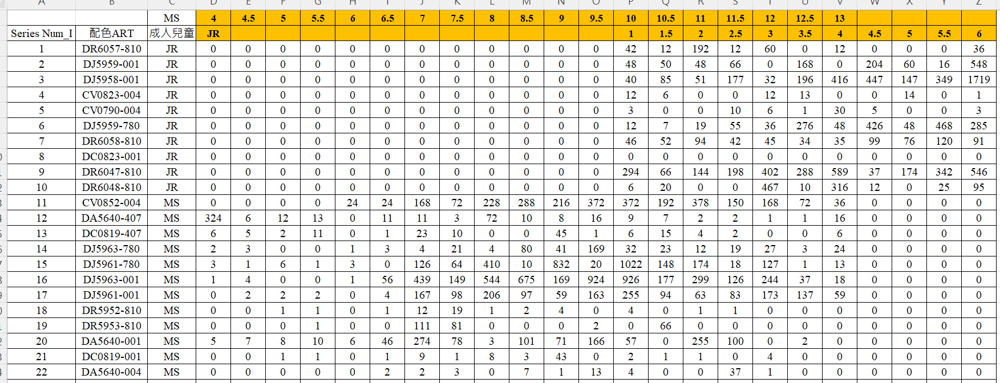 A B C D E F G H I J K L M N O P Q R S T U V W X Y Z
MS 4 4.5 5 5.5 6 6.5 7 7.5 8 8.5 9 9.5 10 10.5 11 11.5 12 12.5 13
Series Num_I 配色ART 成人兒童 JR 1 1.5 2 2.5 3 3.5 4 4.5 5 5.5 6
1 DR6057-810 JR 0 0 0 0 0 0 0 0 0 0 0 0 42 12 192 12 60 0 12 0 0 0 36
2 DJ5959-001 JR 0 0 0 0 0 0 0 0 0 0 0 0 48 50 48 66 0 168 0 204 60 16 548
3 DJ5958-001 JR 0 0 0 0 0 0 0 0 0 0 0 0 40 85 51 177 32 196 416 447 147 349 1719
4 CV0823-004 JR 0 0 0 0 0 0 0 0 0 0 0 0 12 6 0 0 12 13 0 0 14 0 1
5 CV0790-004 JR 0 0 0 0 0 0 0 0 0 0 0 0 3 0 0 10 6 1 30 5 0 0 3
6 DJ5959-780 JR 0 0 0 0 0 0 0 0 0 0 0 0 12 7 19 55 36 276 48 426 48 468 285
7 DR6058-810 JR 0 0 0 0 0 0 0 0 0 0 0 0 46 52 94 42 45 34 35 99 76 120 91
8 DC0823-001 JR 0 0 0 0 0 0 0 0 0 0 0 0 0 0 0 0 0 0 0 0 0 0 0
9 DR6047-810 JR 0 0 0 0 0 0 0 0 0 0 0 0 294 66 144 198 402 288 589 37 174 342 546
10 DR6048-810 JR 0 0 0 0 0 0 0 0 0 0 0 0 6 20 0 0 467 10 316 12 0 25 95
11 CV0852-004 MS 0 0 0 0 24 24 168 72 228 288 216 372 372 192 378 150 168 72 36 0 0 0 0
12 DA5640-407 MS 324 6 12 13 0 11 11 3 72 10 8 16 9 7 2 2 1 1 16 0 0 0 0
13 DC0819-407 MS 6 5 2 11 0 1 23 10 0 0 45 1 6 15 4 2 0 0 6 0 0 0 0
14 DJ5963-780 MS 2 3 0 0 1 3 4 21 4 80 41 169 32 23 12 19 27 3 24 0 0 0 0
15 DJ5961-780 MS 3 1 6 1 3 0 126 64 410 10 832 20 1022 148 174 18 127 1 13 0 0 0 0
16 DJ5963-001 MS 1 4 0 0 1 56 439 149 544 675 169 924 926 177 299 126 244 37 18 0 0 0 0
17 DJ5961-001 MS 0 2 2 2 0 4 167 98 206 97 59 163 255 94 63 83 173 137 59 0 0 0 0
18 DR5952-810 MS 0 0 1 1 0 1 12 19 1 2 4 0 4 0 1 1 0 0 0 0 0 0 0
19 DR5953-810 MS 0 0 0 1 0 0 111 81 0 0 0 2 0 66 0 0 0 0 0 0 0 0 0
20 DA5640-001 MS 5 7 8 10 6 46 274 78 3 101 71 166 57 0 255 100 0 2 0 0 0 0 0
21 DC0819-001 MS 0 0 1 1 0 1 9 1 8 3 43 0 2 1 1 0 4 0 0 0 0 0 0
22 DA5640-004 MS 0 0 0 0 0 2 2 3 0 7 1 13 4 0 0 37 1 0 0 0 0 0 0